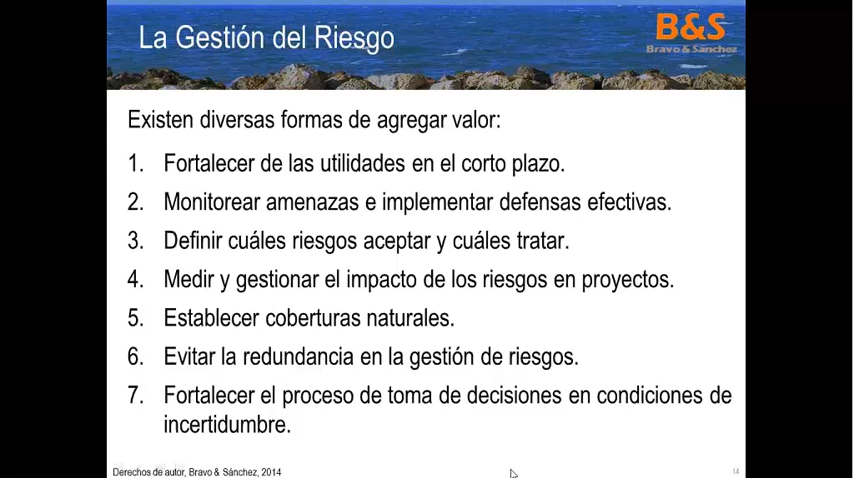 La Gestión del Riesgo
B&S
Bravo & Sánchez
Existen diversas formas de agregar valor:
1. Fortalecer de las utilidades en el corto plazo.
2. Monitorear amenazas e implementar defensas efectivas.
3. Definir cuáles riesgos aceptar y cuáles tratar.
4. Medir y gestionar el impacto de los riesgos en proyectos.
5. Establecer coberturas naturales.
6. Evitar la redundancia en la gestión de riesgos.
7. Fortalecer el proceso de toma de decisiones en condiciones de
incertidumbre.
Derechos de autor, Bravo & Sánchez, 2014
14